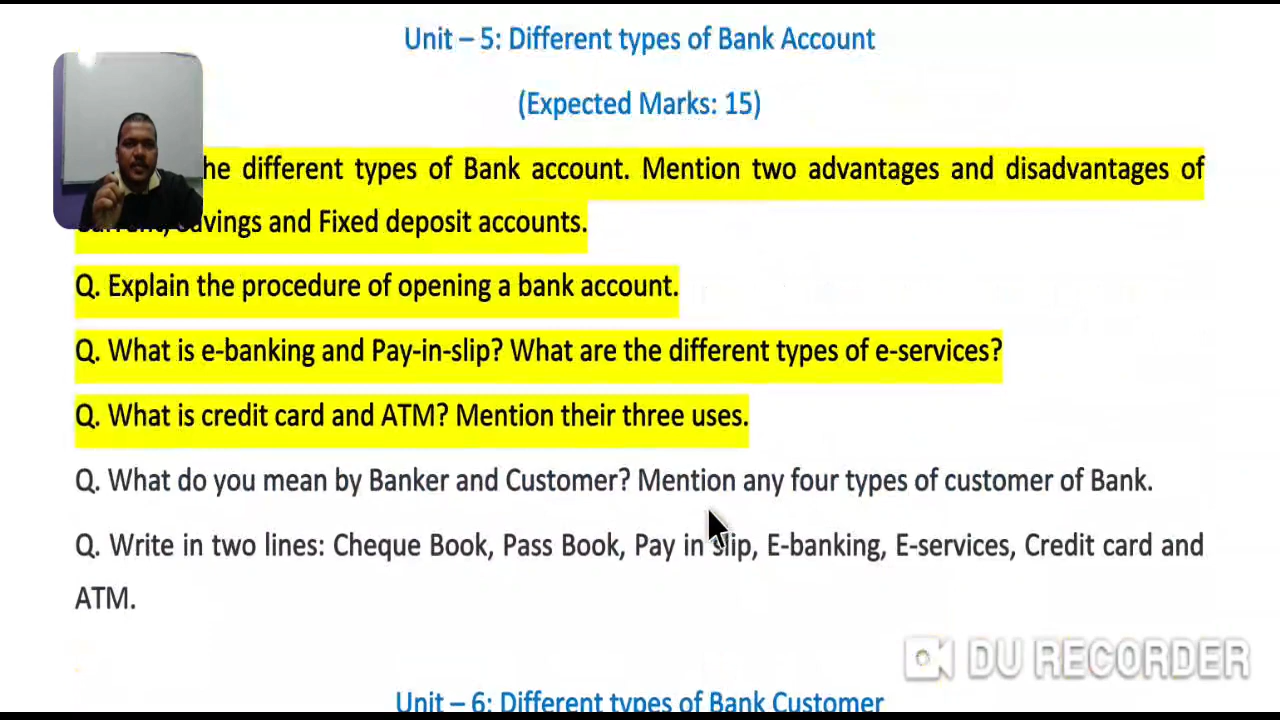 Unit – 5: Different types of Bank Account
(Expected Marks: 15)
different types of Bank account. Mention two advantages and disadvantages of
and Fixed deposit accounts.
Q. Explain the procedure of opening a bank account.
Q. What is e-banking and Pay-in-slip? What are the different types of e-services?
Q. What is credit card and ATM? Mention their three uses.
Q. What do you mean by Banker and Customer? Mention any four types of customer of Bank.
Q. Write in two lines: Cheque Book, Pass Book, Pay in slip, E-banking, E-services, Credit card and
ATM.
DU RECORDER
Unit – 6: Different types of Bank Customer